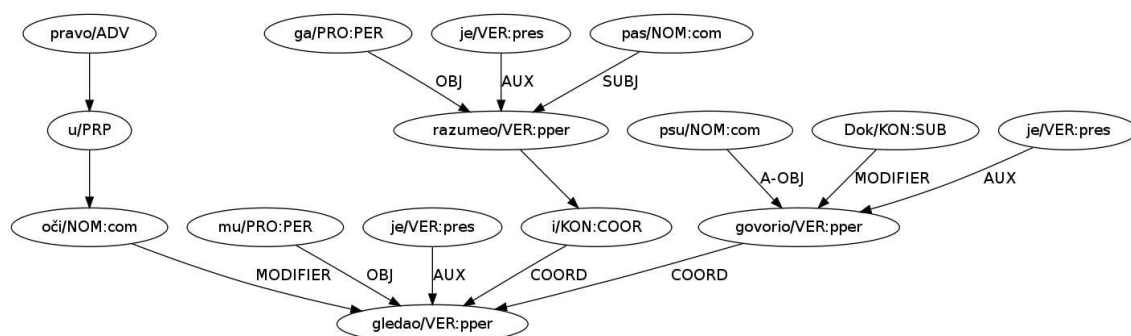 pravo/ADV
ga/PRO:PER
je/VER:pres
pas/NOM:com
OBJ
AUX
SUBJ
u/PRP
razumeo/VER:pper
psu/NOM:com
Dok/KON:SUB
je/VER:pres
A-OBJ
MODIFIER
AUX
oči/NOM:com
mu/PRO:PER
je/VER:pres
i/KON:COOR
govorio/VER:pper
MODIFIER
OBJ
AUX
COORD
COORD
gledao/VER:pper